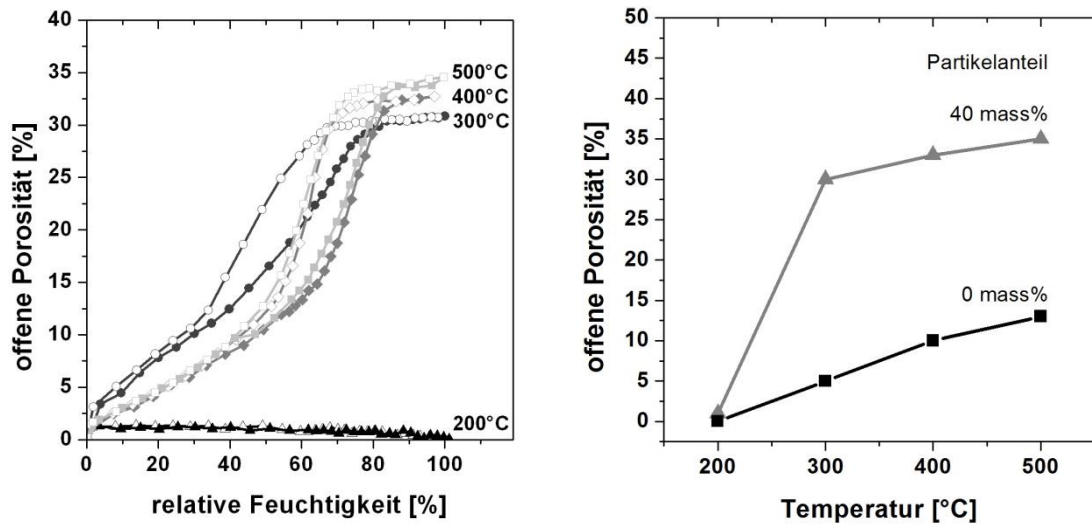 40
35
30
25
20
15
10
5
0
offene Porosität [%]
500°C
400°C
300°C
200°C
0 20 40 60 80 100
relative Feuchtigkeit [%]
50
45
40
35
30
25
20
15
10
5
0
offene Porosität [%]
Partikelanteil
40 mass%
0 mass%
200 300 400 500
Temperatur [°C]